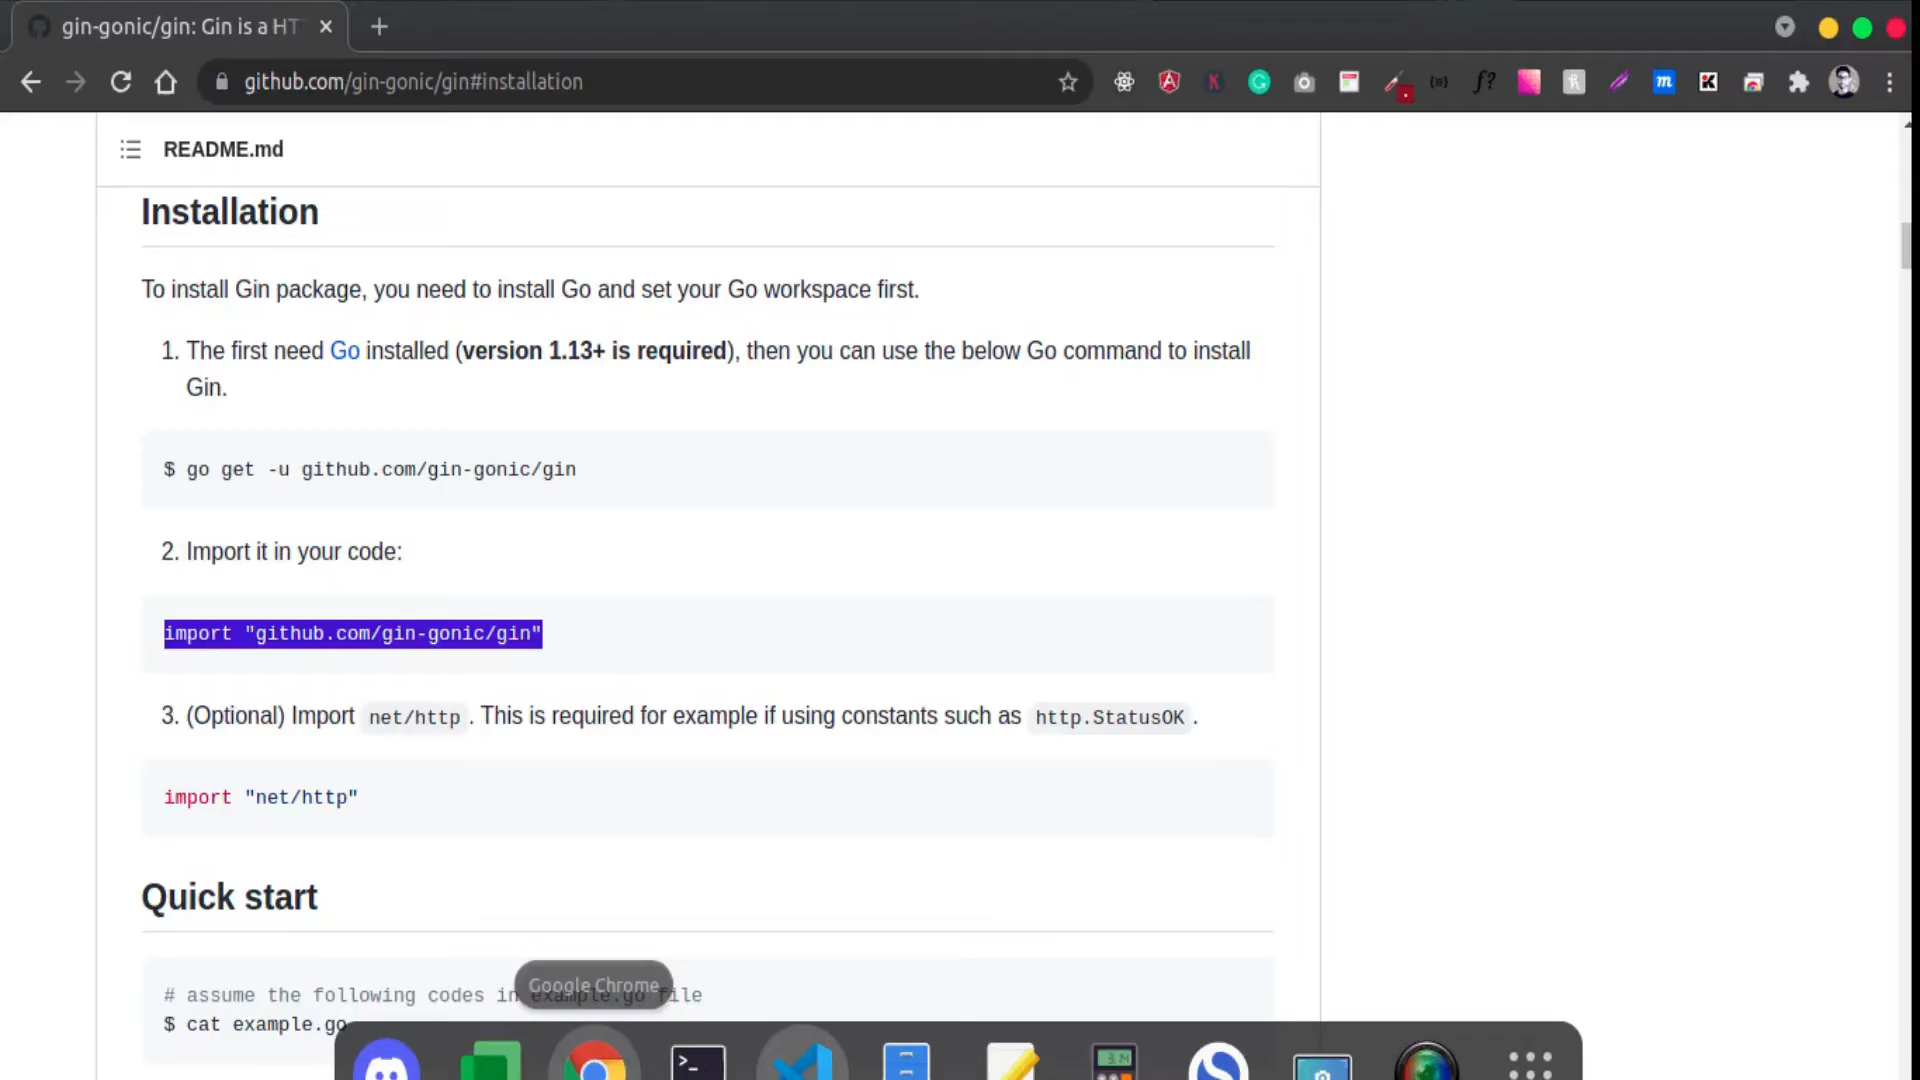 gin-gonic/gin: Gin is a HT
github.com/gin-gonic/gin#installation
README.md
Installation
To install Gin package, you need to install Go and set your Go workspace first.
1. The first need Go installed (version 1.13+ is required), then you can use the below Go command to install
Gin.
$ go get -u github.com/gin-gonic/gin
2. Import it in your code:
import "github.com/gin-gonic/gin"
3. (Optional) Import net/http . This is required for example if using constants such as http.StatusOK .
import "net/http"
Quick start
Google Chrome
# assume the following codes in example.go file
$ cat example.go